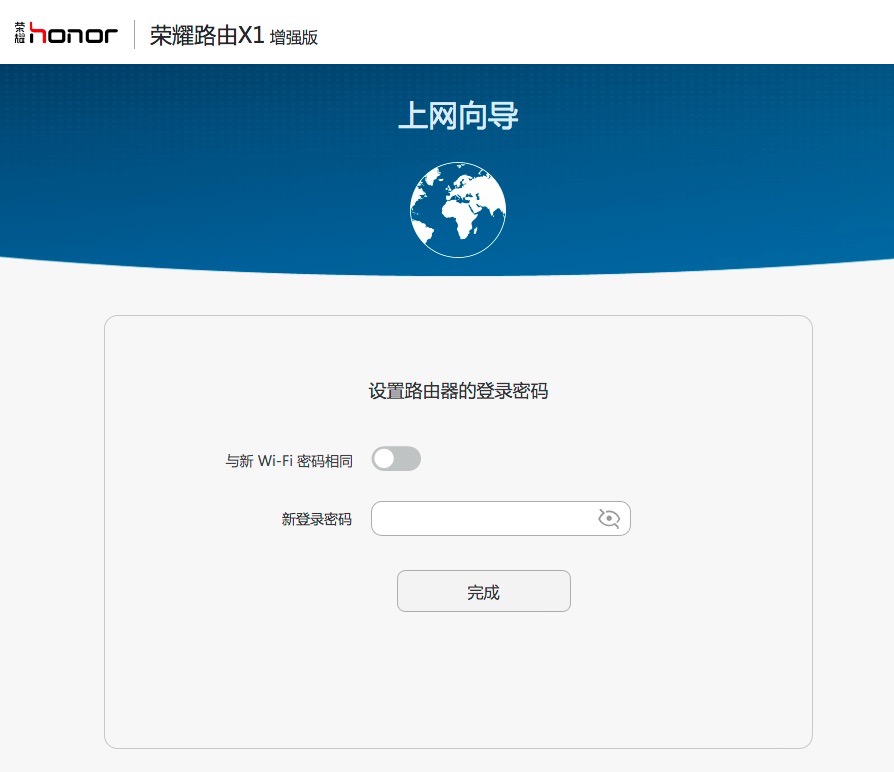 荣耀 honor 荣耀路由X1 增强版
上网向导
设置路由器的登录密码
与新 Wi-Fi 密码相同
新登录密码
完成